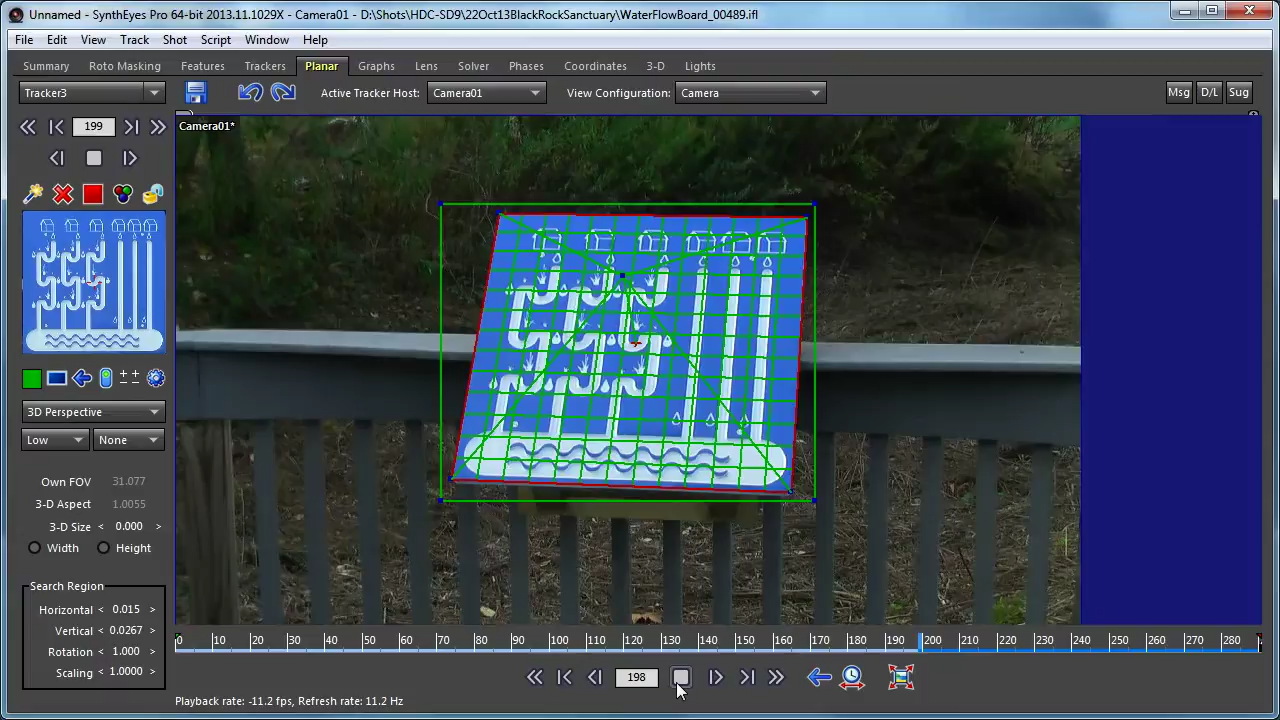 Unnamed - SynthEyes Pro 64-bit 2013.11.1029X - Camera01 - D:\Shots\HDC-SD9\22Oct13BlackRockSanctuary\WaterFlowBoard_00489.ifl
File Edit View Track Shot Script Window Help
Summary Roto Masking Features Trackers Planar Graphs Lens Solver Phases Coordinates 3-D Lights
Tracker3 Active Tracker Host: Camera01 View Configuration: Camera Msg D/L Sug
199
Camera01*
3D Perspective
Low None
Own FOV 31.077
3-D Aspect 1.0055
3-D Size < 0.000 >
Width Height
Search Region
Horizontal < 0.015 >
Vertical < 0.0267 >
Rotation < 1.000 >
Scaling < 1.0000 >
0 10 20 30 40 50 60 70 80 90 100 110 120 130 140 150 160 170 180 190 200 210 220 230 240 250 260 270 280
198
Playback rate: -11.2 fps, Refresh rate: 11.2 Hz